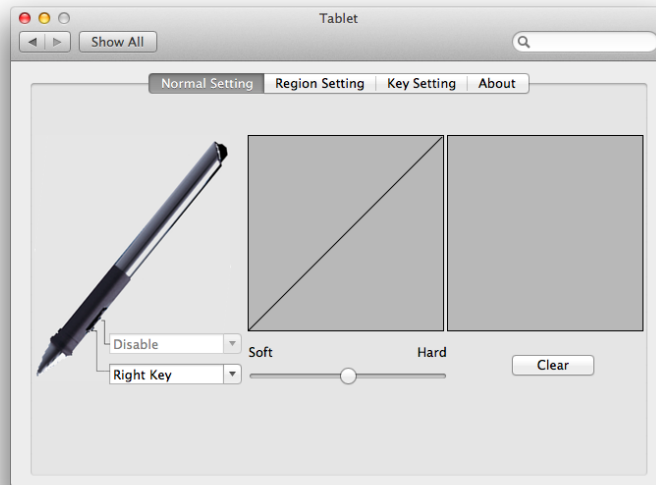 Tablet
Show All
Normal Setting Region Setting Key Setting About
Disable
Soft Hard
Right Key
Clear